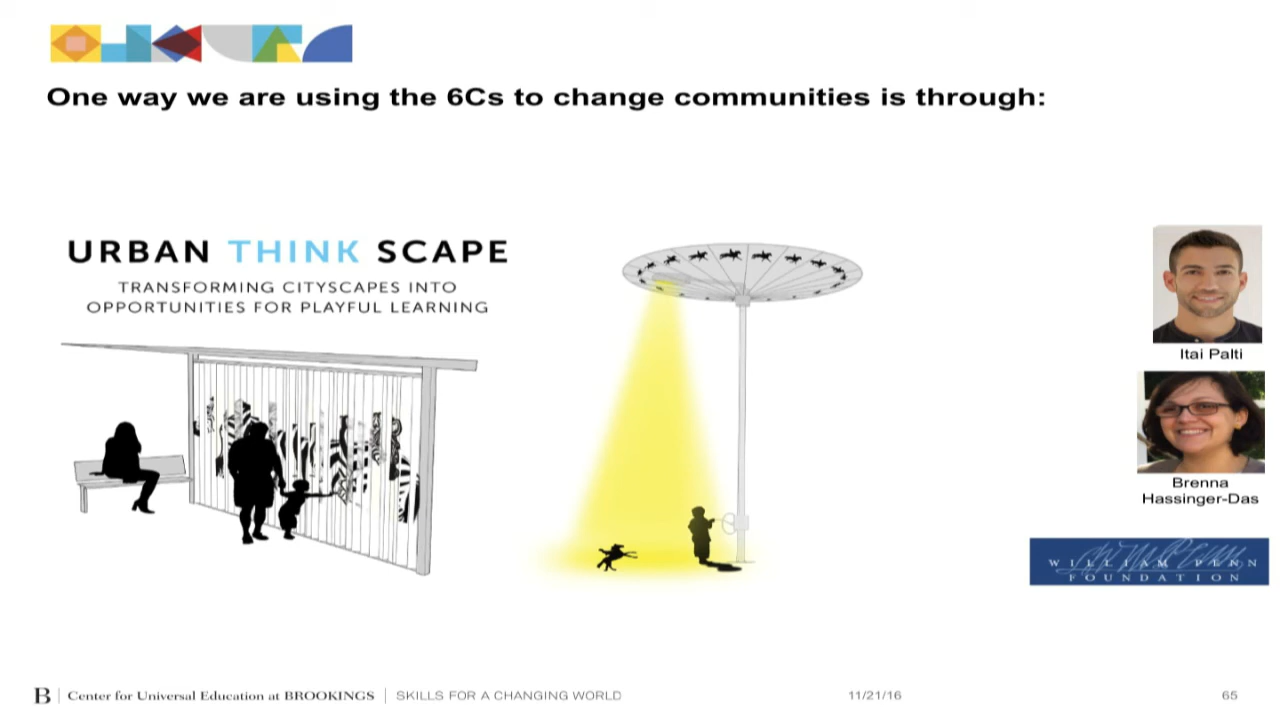 One way we are using the 6Cs to change communities is through:
URBAN THINK SCAPE
TRANSFORMING CITYSCAPES INTO
OPPORTUNITIES FOR PLAYFUL LEARNING
Itai Palti
Brenna
Hassinger-Das
WILLIAM PENN
FOUNDATION
B | Center for Universal Education at BROOKINGS | SKILLS FOR A CHANGING WORLD
11/21/16
65